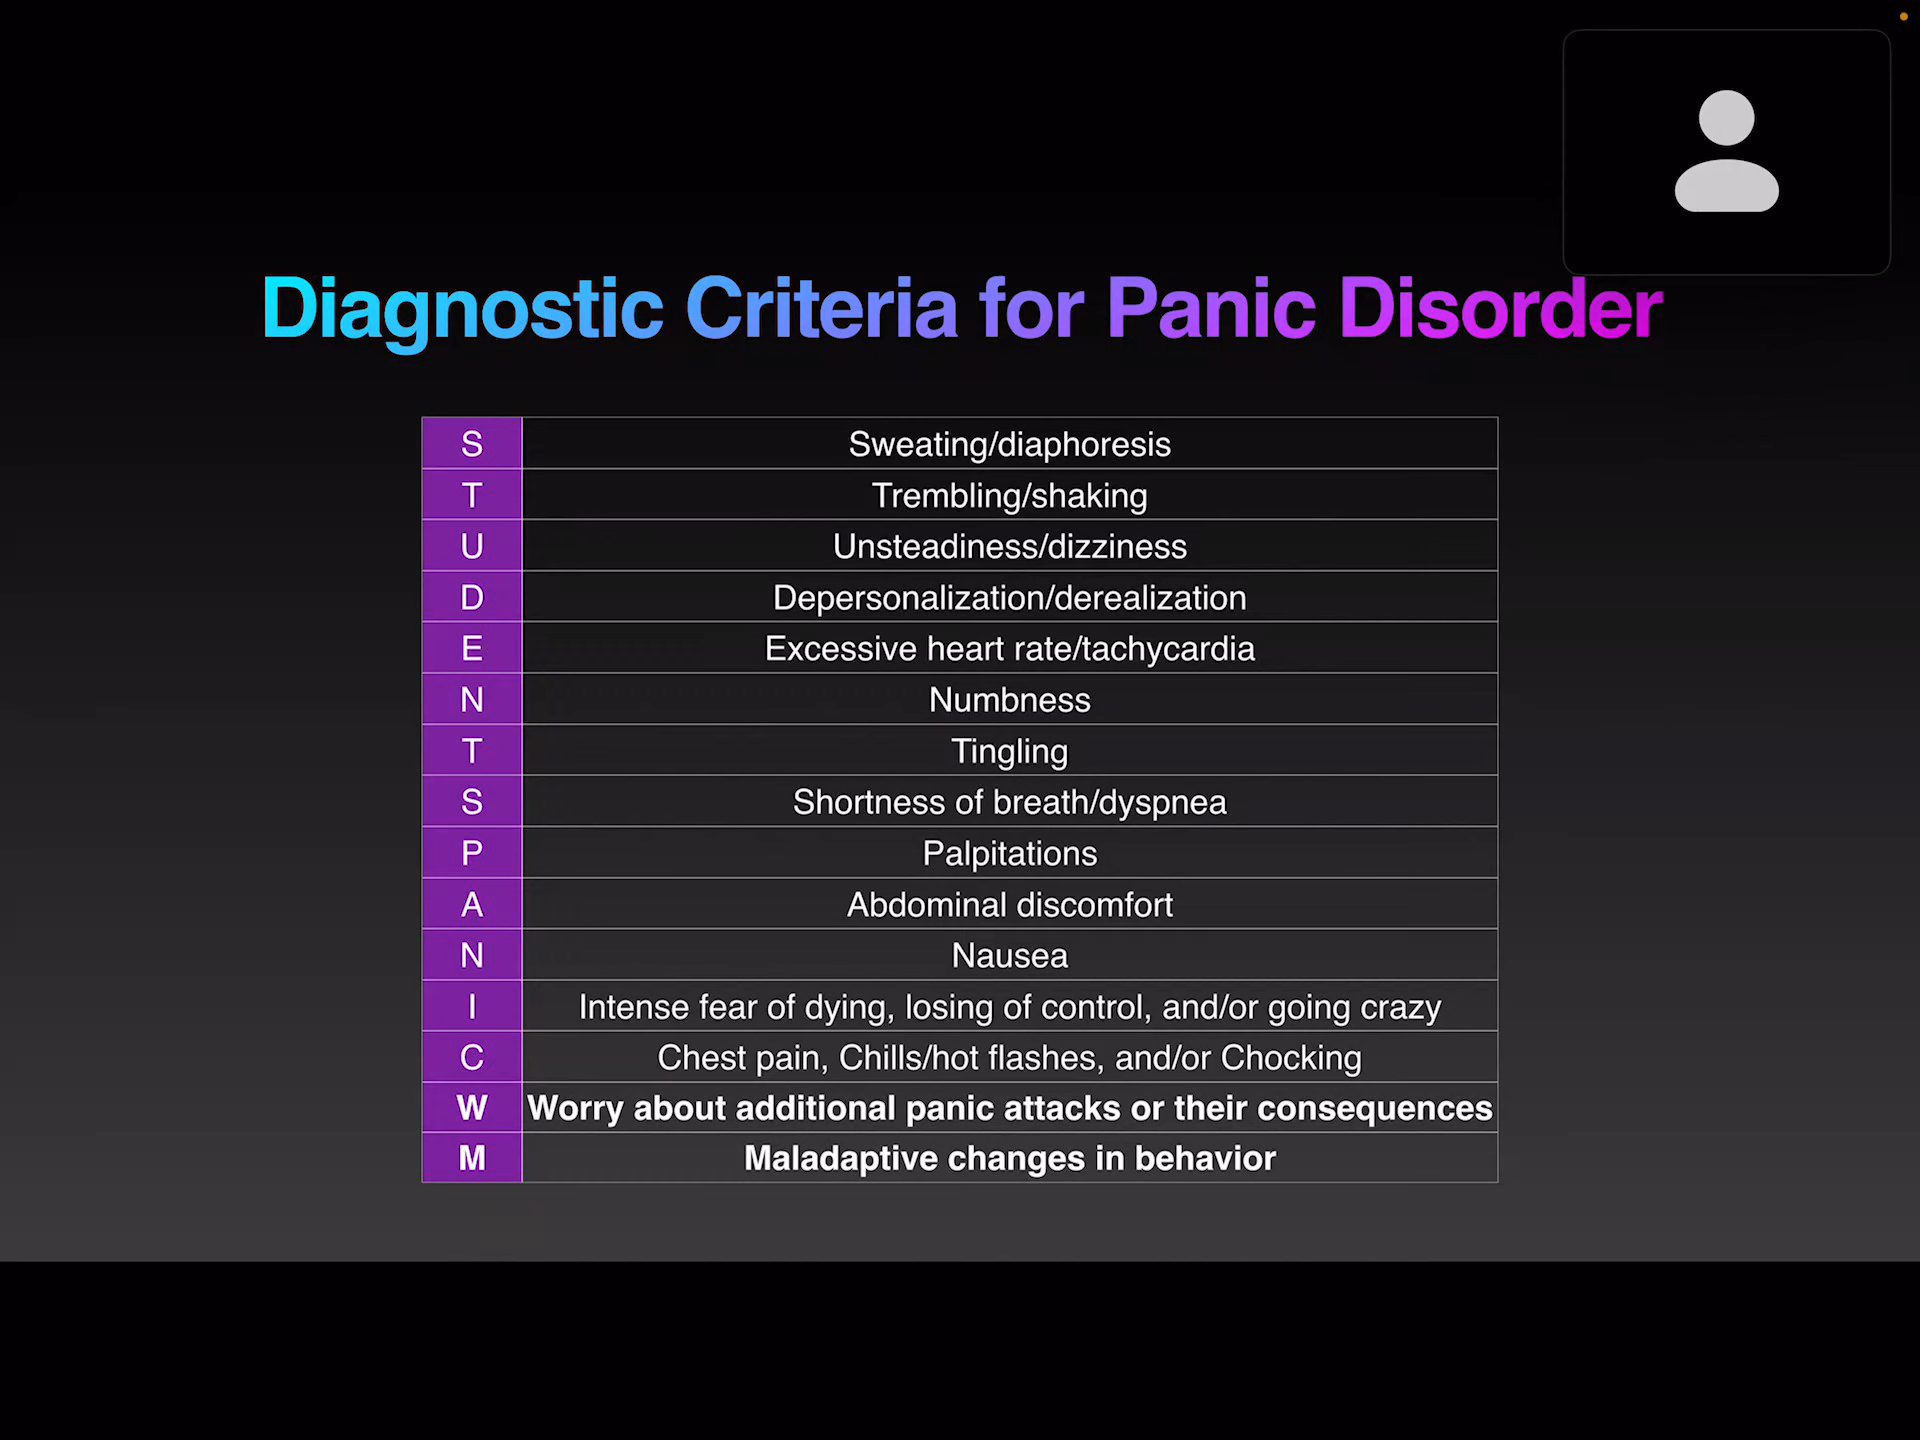 Diagnostic Criteria for Panic Disorder
S Sweating/diaphoresis
T Trembling/shaking
U Unsteadiness/dizziness
D Depersonalization/derealization
E Excessive heart rate/tachycardia
N Numbness
T Tingling
S Shortness of breath/dyspnea
P Palpitations
A Abdominal discomfort
N Nausea
I Intense fear of dying, losing of control, and/or going crazy
C Chest pain, Chills/hot flashes, and/or Chocking
W Worry about additional panic attacks or their consequences
M Maladaptive changes in behavior